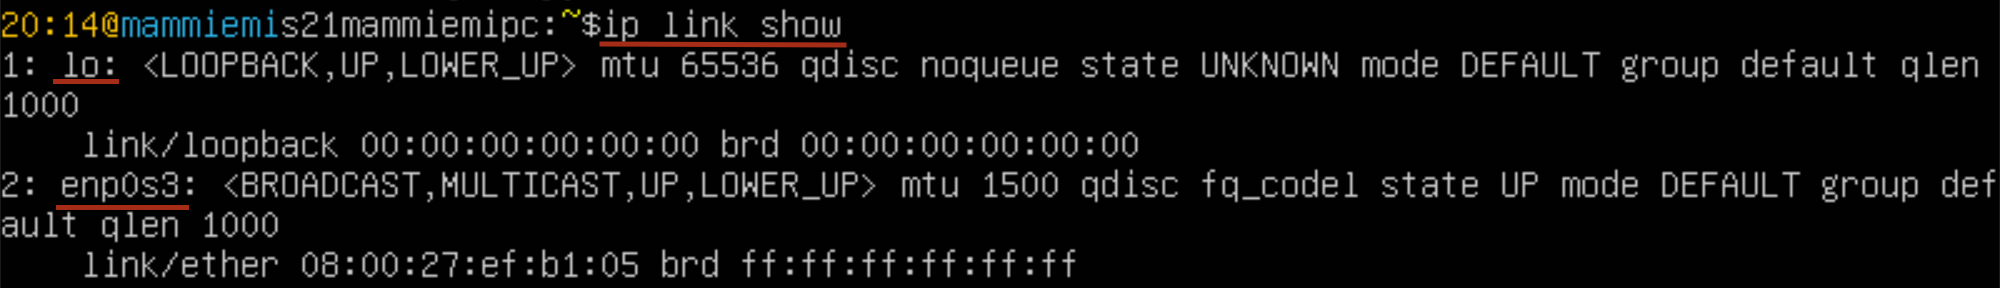 20:14@mammiemis21mammiemipc:~$ip link show
1: lo: <LOOPBACK,UP,LOWER_UP> mtu 65536 qdisc noqueue state UNKNOWN mode DEFAULT group default qlen
1000
    link/loopback 00:00:00:00:00:00 brd 00:00:00:00:00:00
2: enp0s3: <BROADCAST,MULTICAST,UP,LOWER_UP> mtu 1500 qdisc fq_codel state UP mode DEFAULT group def
ault qlen 1000
    link/ether 08:00:27:ef:b1:05 brd ff:ff:ff:ff:ff:ff